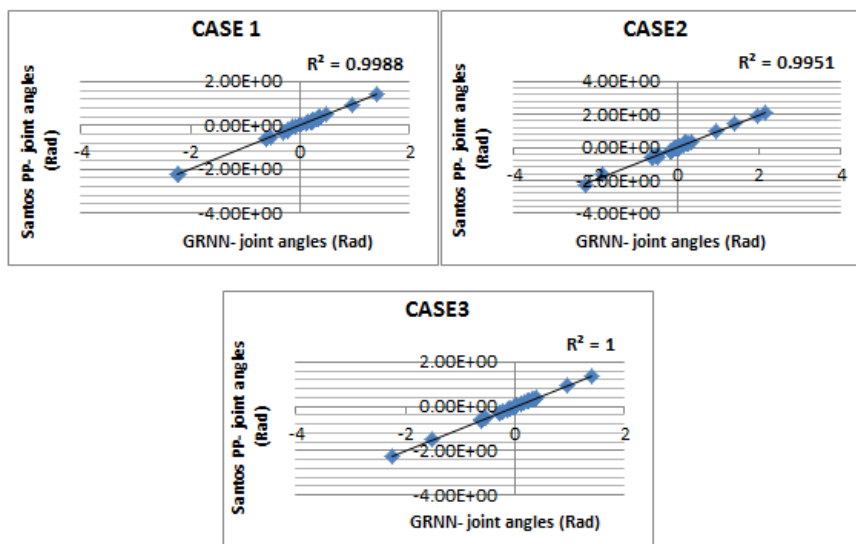 CASE 1
R² = 0.9988
Santos PP- joint angles
(Rad)
2.00E+00
0.00E+00
-2.00E+00
-4.00E+00
-4
-2
0
2
GRNN- joint angles (Rad)
CASE2
R² = 0.9951
Santos PP- joint angles
(Rad)
4.00E+00
2.00E+00
0.00E+00
-2.00E+00
-4.00E+00
-4
-2
0
2
4
GRNN- joint angles (Rad)
CASE3
R² = 1
Santos PP- joint angles
(Rad)
2.00E+00
0.00E+00
-2.00E+00
-4.00E+00
-4
-2
0
2
GRNN- joint angles (Rad)